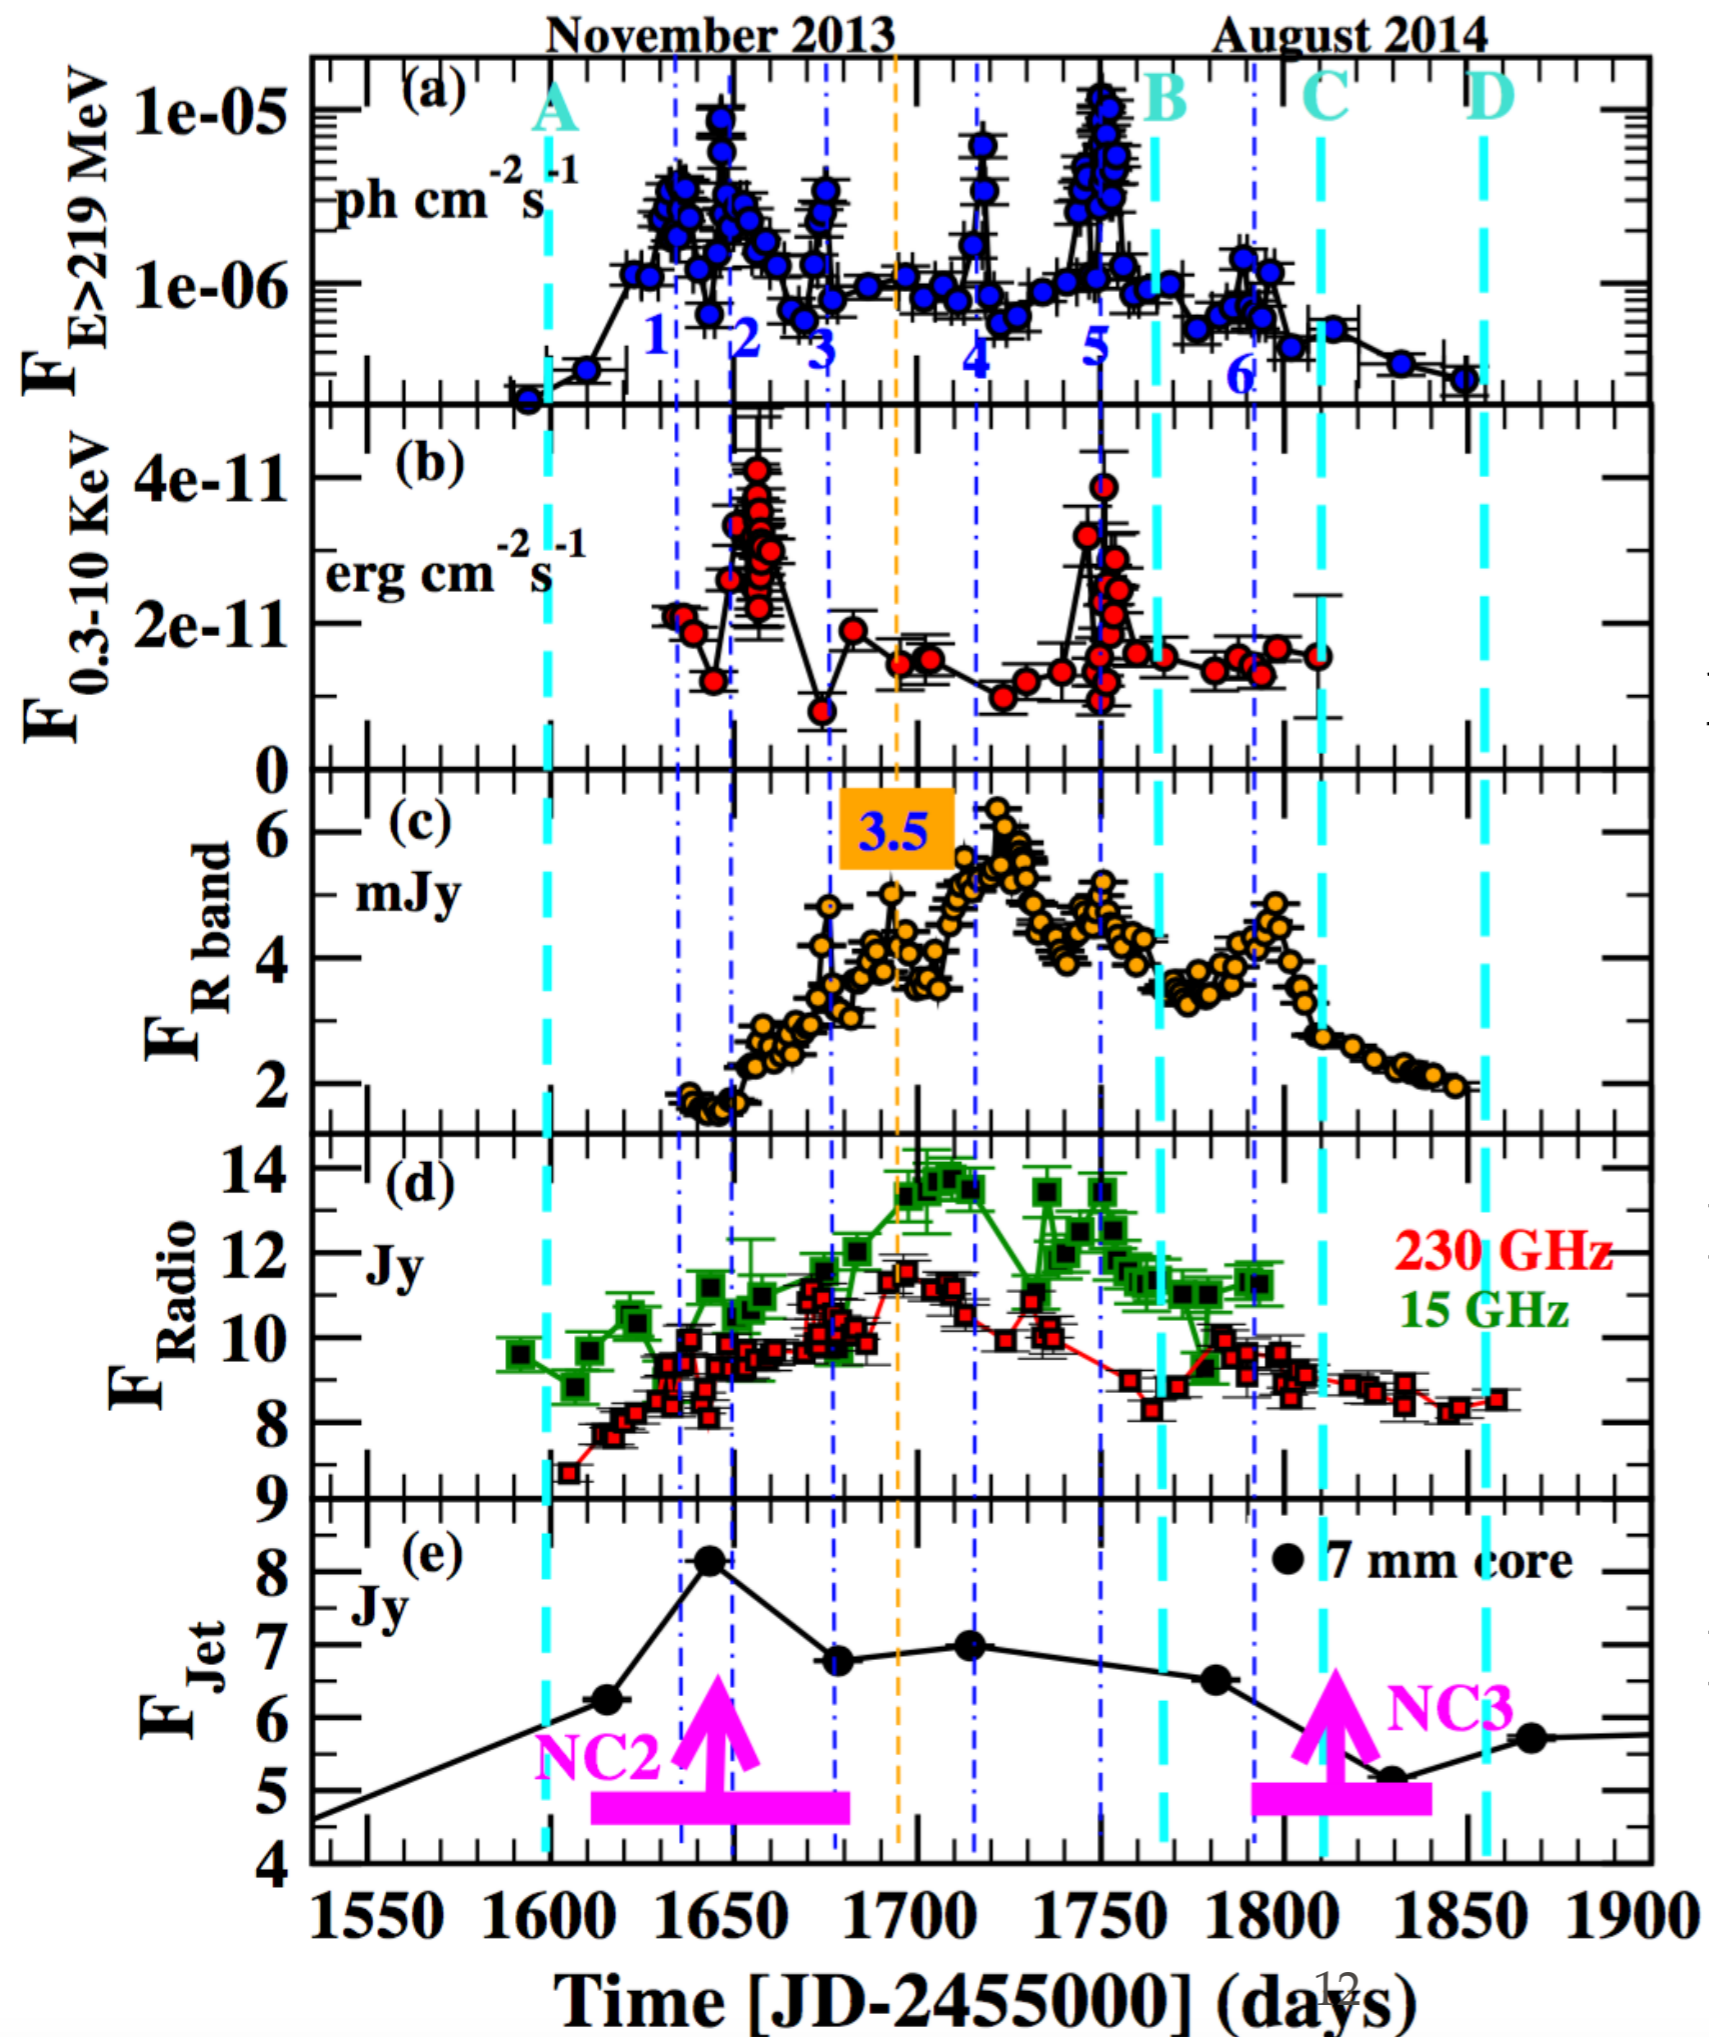 November 2013 August 2014
(a) A B C D
1e-05
ph cm-2s-1
1e-06
1 2 3 4 5 6
F E>219 MeV
(b)
4e-11
erg cm-2s-1
2e-11
0
F 0.3-10 KeV
(c)
6
3.5
mJy
4
2
F R band
(d)
14
12
Jy
230 GHz
15 GHz
10
8
F Radio
9
(e)
7 mm core
8
Jy
7
NC3
6
NC2
5
4
F Jet
1550 1600 1650 1700 1750 1800 1850 1900
Time [JD-2455000] (days)
12